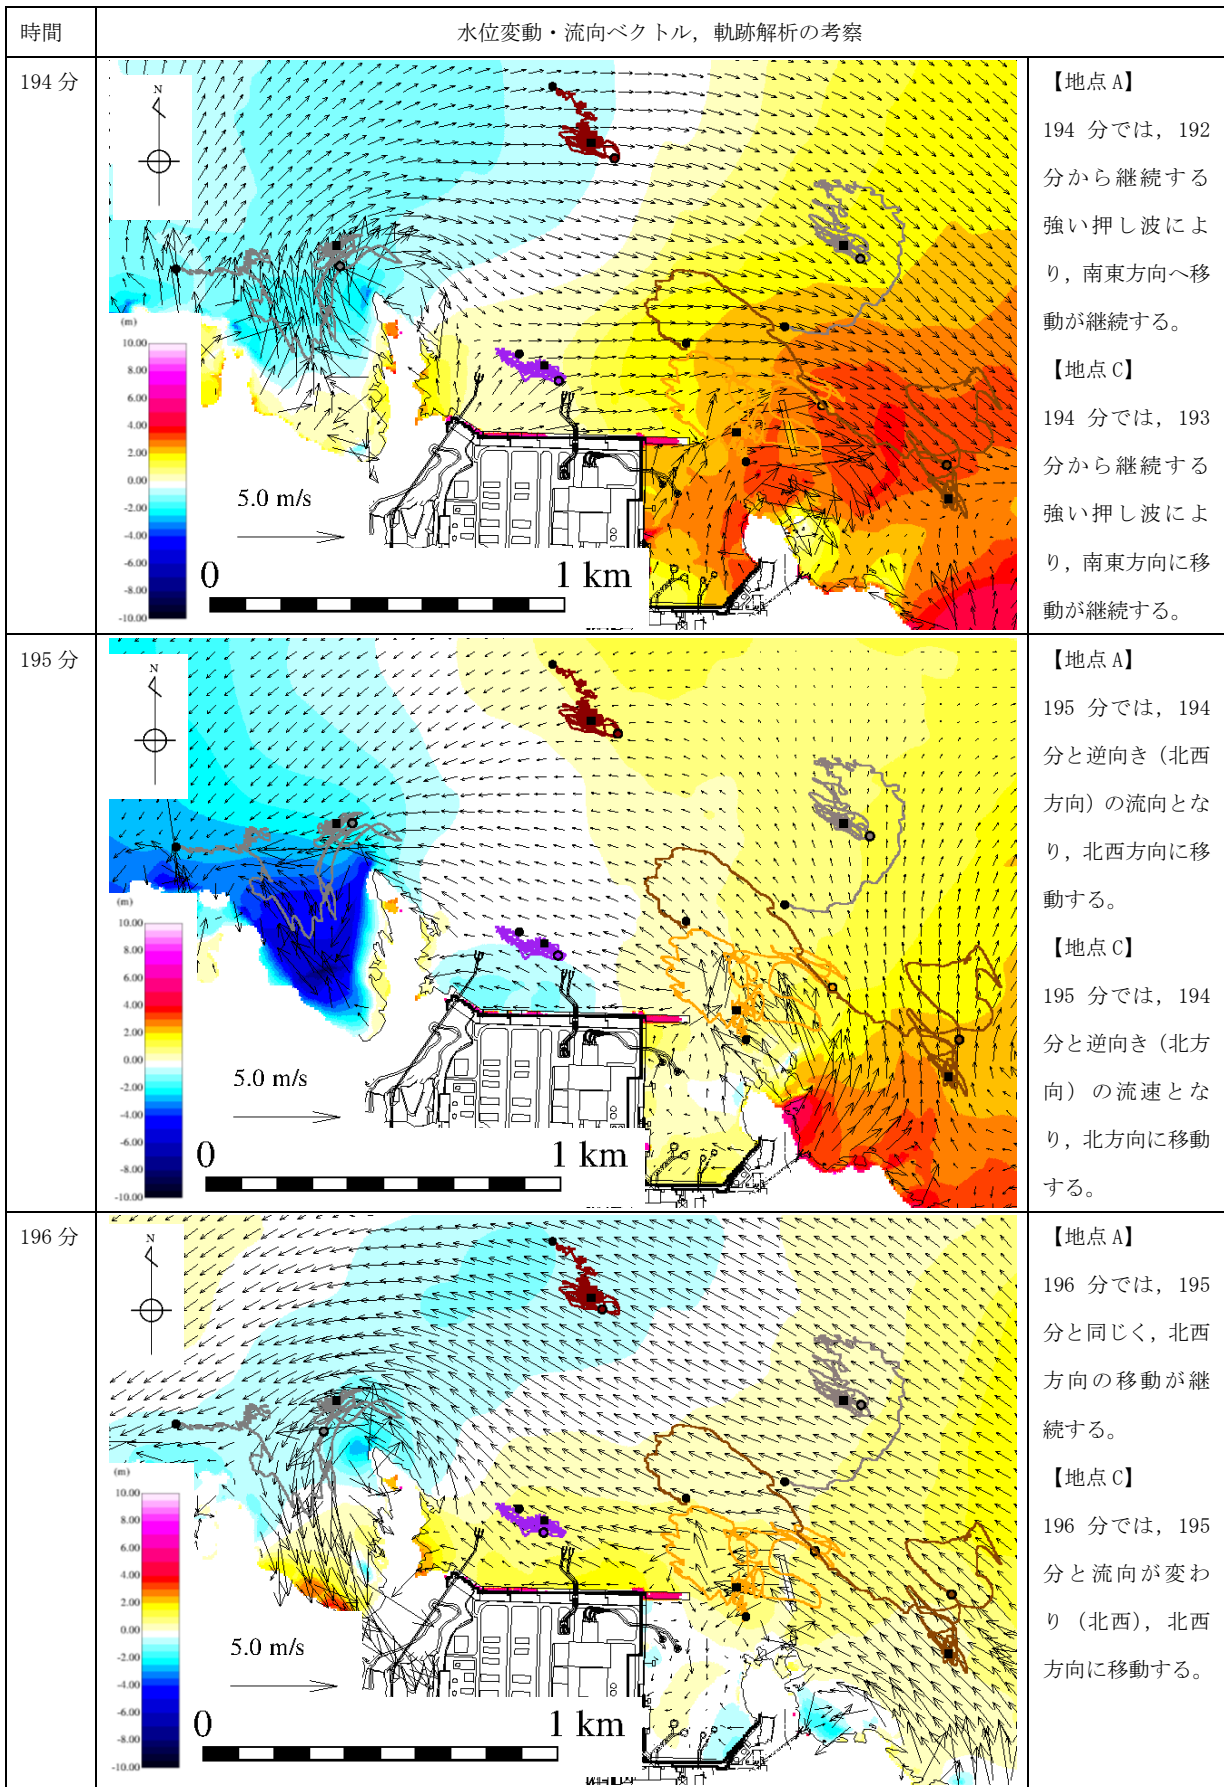 時間
水位変動・流向ベクトル，軌跡解析の考察
194 分
N
(m)
10.00
8.00
6.00
4.00
2.00
0.00
-2.00
-4.00
-6.00
-8.00
-10.00
5.0 m/s
0
1 km
【地点 A】
194 分では，192
分から継続する
強い押し波によ
り，南東方向へ移
動が継続する。
【地点 C】
194 分では，193
分から継続する
強い押し波によ
り，南東方向に移
動が継続する。
195 分
N
(m)
10.00
8.00
6.00
4.00
2.00
0.00
-2.00
-4.00
-6.00
-8.00
-10.00
5.0 m/s
0
1 km
【地点 A】
195 分では，194
分と逆向き（北西
方向）の流向とな
り，北西方向に移
動する。
【地点 C】
195 分では，194
分と逆向き（北方
向）の流速とな
り，北方向に移動
する。
196 分
N
(m)
10.00
8.00
6.00
4.00
2.00
0.00
-2.00
-4.00
-6.00
-8.00
-10.00
5.0 m/s
0
1 km
【地点 A】
196 分では，195
分と同じく，北西
方向の移動が継
続する。
【地点 C】
196 分では，195
分と流向が変わ
り（北西），北西
方向に移動する。